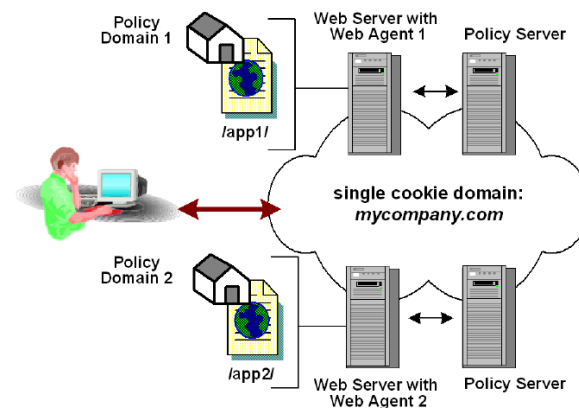 Policy
Domain 1
Web Server with
Web Agent 1
Policy Server
/app1/
single cookie domain:
mycompany.com
Policy
Domain 2
/app2/
Web Server with
Web Agent 2
Policy Server